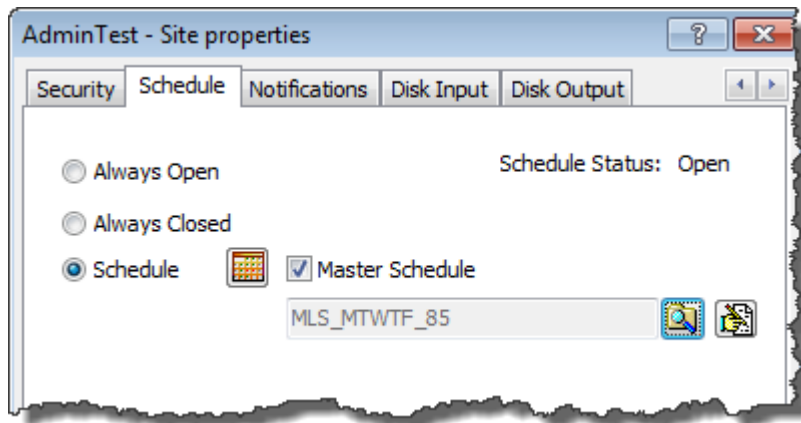 AdminTest - Site properties
Security Schedule Notifications Disk Input Disk Output
Always Open Schedule Status: Open
Always Closed
Schedule Master Schedule
MLS_MTWTF_85